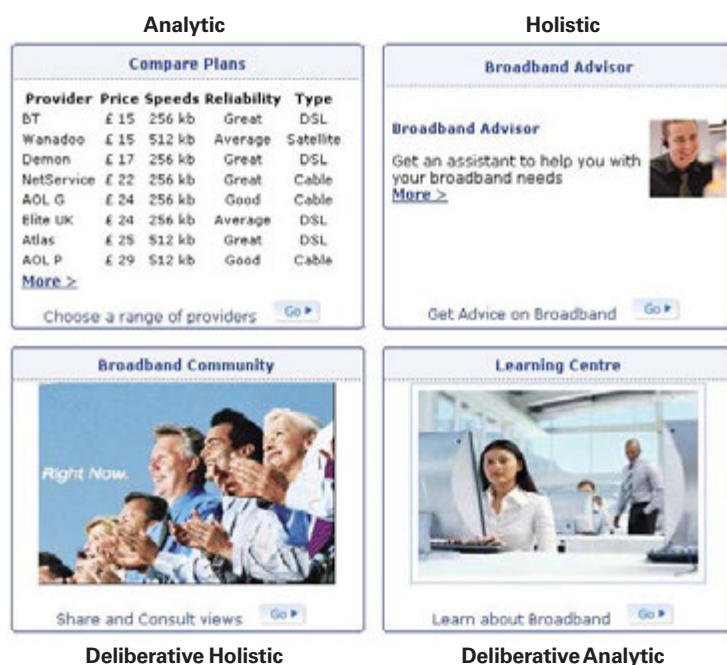 Analytic
Holistic
Compare Plans
Provider Price Speeds Reliability Type
BT £ 15 256 kb Great DSL
Wanadoo £ 15 512 kb Average Satellite
Demon £ 17 256 kb Great DSL
NetService £ 22 256 kb Great Cable
AOL G £ 24 256 kb Good Cable
Elite UK £ 24 256 kb Average DSL
Atlas £ 25 512 kb Great DSL
AOL P £ 29 512 kb Good Cable
More >
Choose a range of providers Go
Broadband Advisor
Broadband Advisor
Get an assistant to help you with
your broadband needs
More >
Get Advice on Broadband Go
Broadband Community
Right Now.
Share and Consult views Go
Learning Centre
Learn about Broadband Go
Deliberative Holistic
Deliberative Analytic